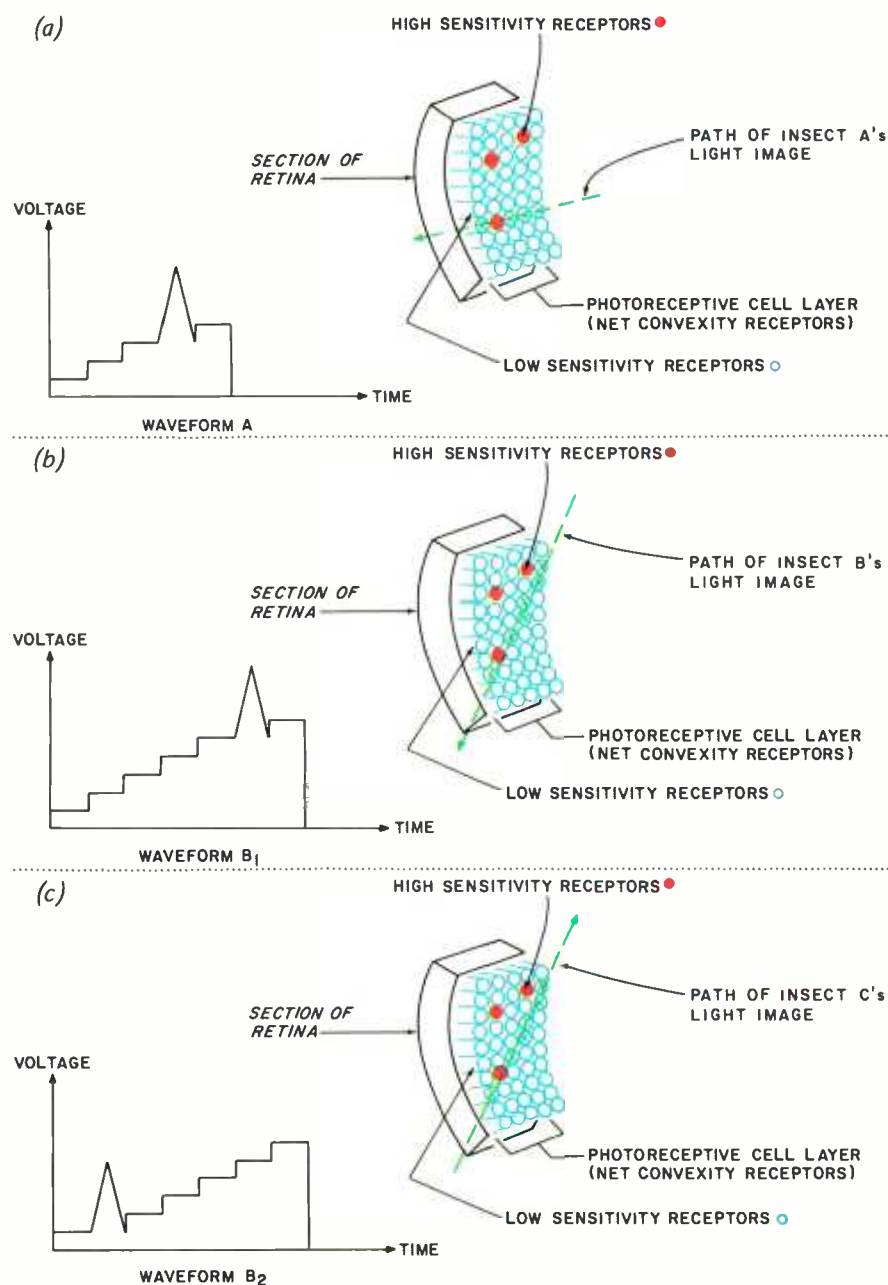 (a)
HIGH SENSITIVITY RECEPTORS
PATH OF INSECT A's
LIGHT IMAGE
SECTION OF
RETINA
VOLTAGE
PHOTORECEPTIVE CELL LAYER
(NET CONVEXITY RECEPTORS)
LOW SENSITIVITY RECEPTORS
TIME
WAVEFORM A
(b)
HIGH SENSITIVITY RECEPTORS
PATH OF INSECT B's
LIGHT IMAGE
SECTION OF
RETINA
VOLTAGE
PHOTORECEPTIVE CELL LAYER
(NET CONVEXITY RECEPTORS)
LOW SENSITIVITY RECEPTORS
TIME
WAVEFORM B1
(c)
HIGH SENSITIVITY RECEPTORS
PATH OF INSECT C's
LIGHT IMAGE
SECTION OF
RETINA
VOLTAGE
PHOTORECEPTIVE CELL LAYER
(NET CONVEXITY RECEPTORS)
LOW SENSITIVITY RECEPTORS
TIME
WAVEFORM B2